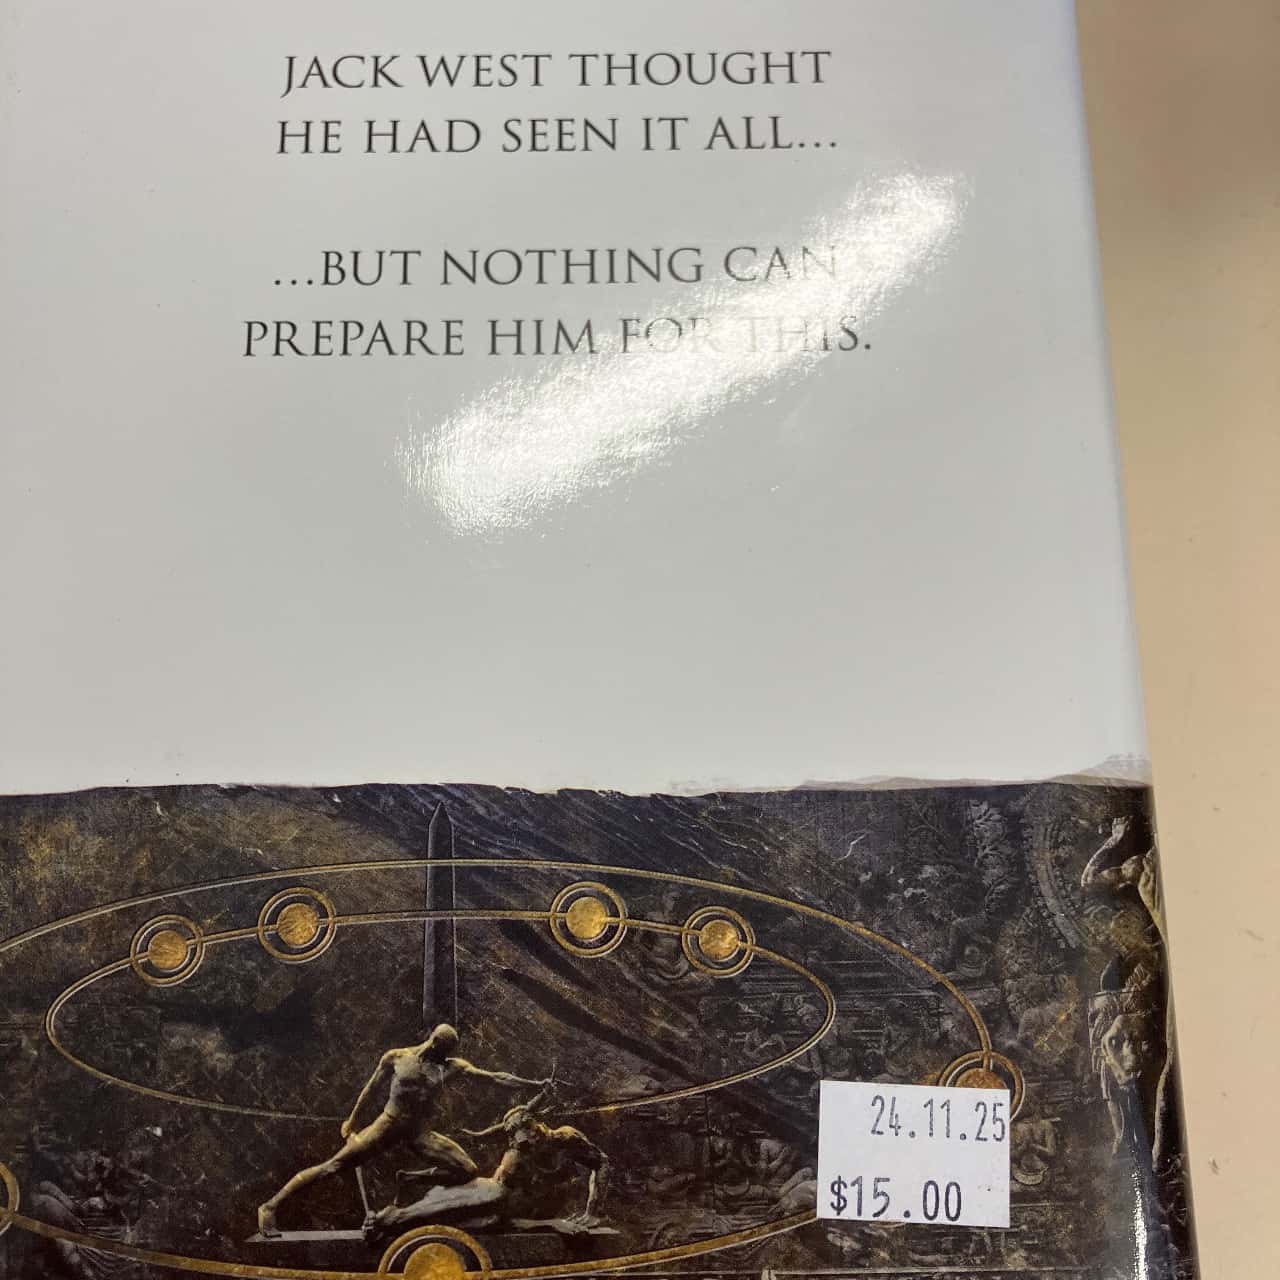 JACK WEST THOUGHT
HE HAD SEEN IT ALL...
...BUT NOTHING CAN
PREPARE HIM FOR THIS.
24.11.25
$15.00